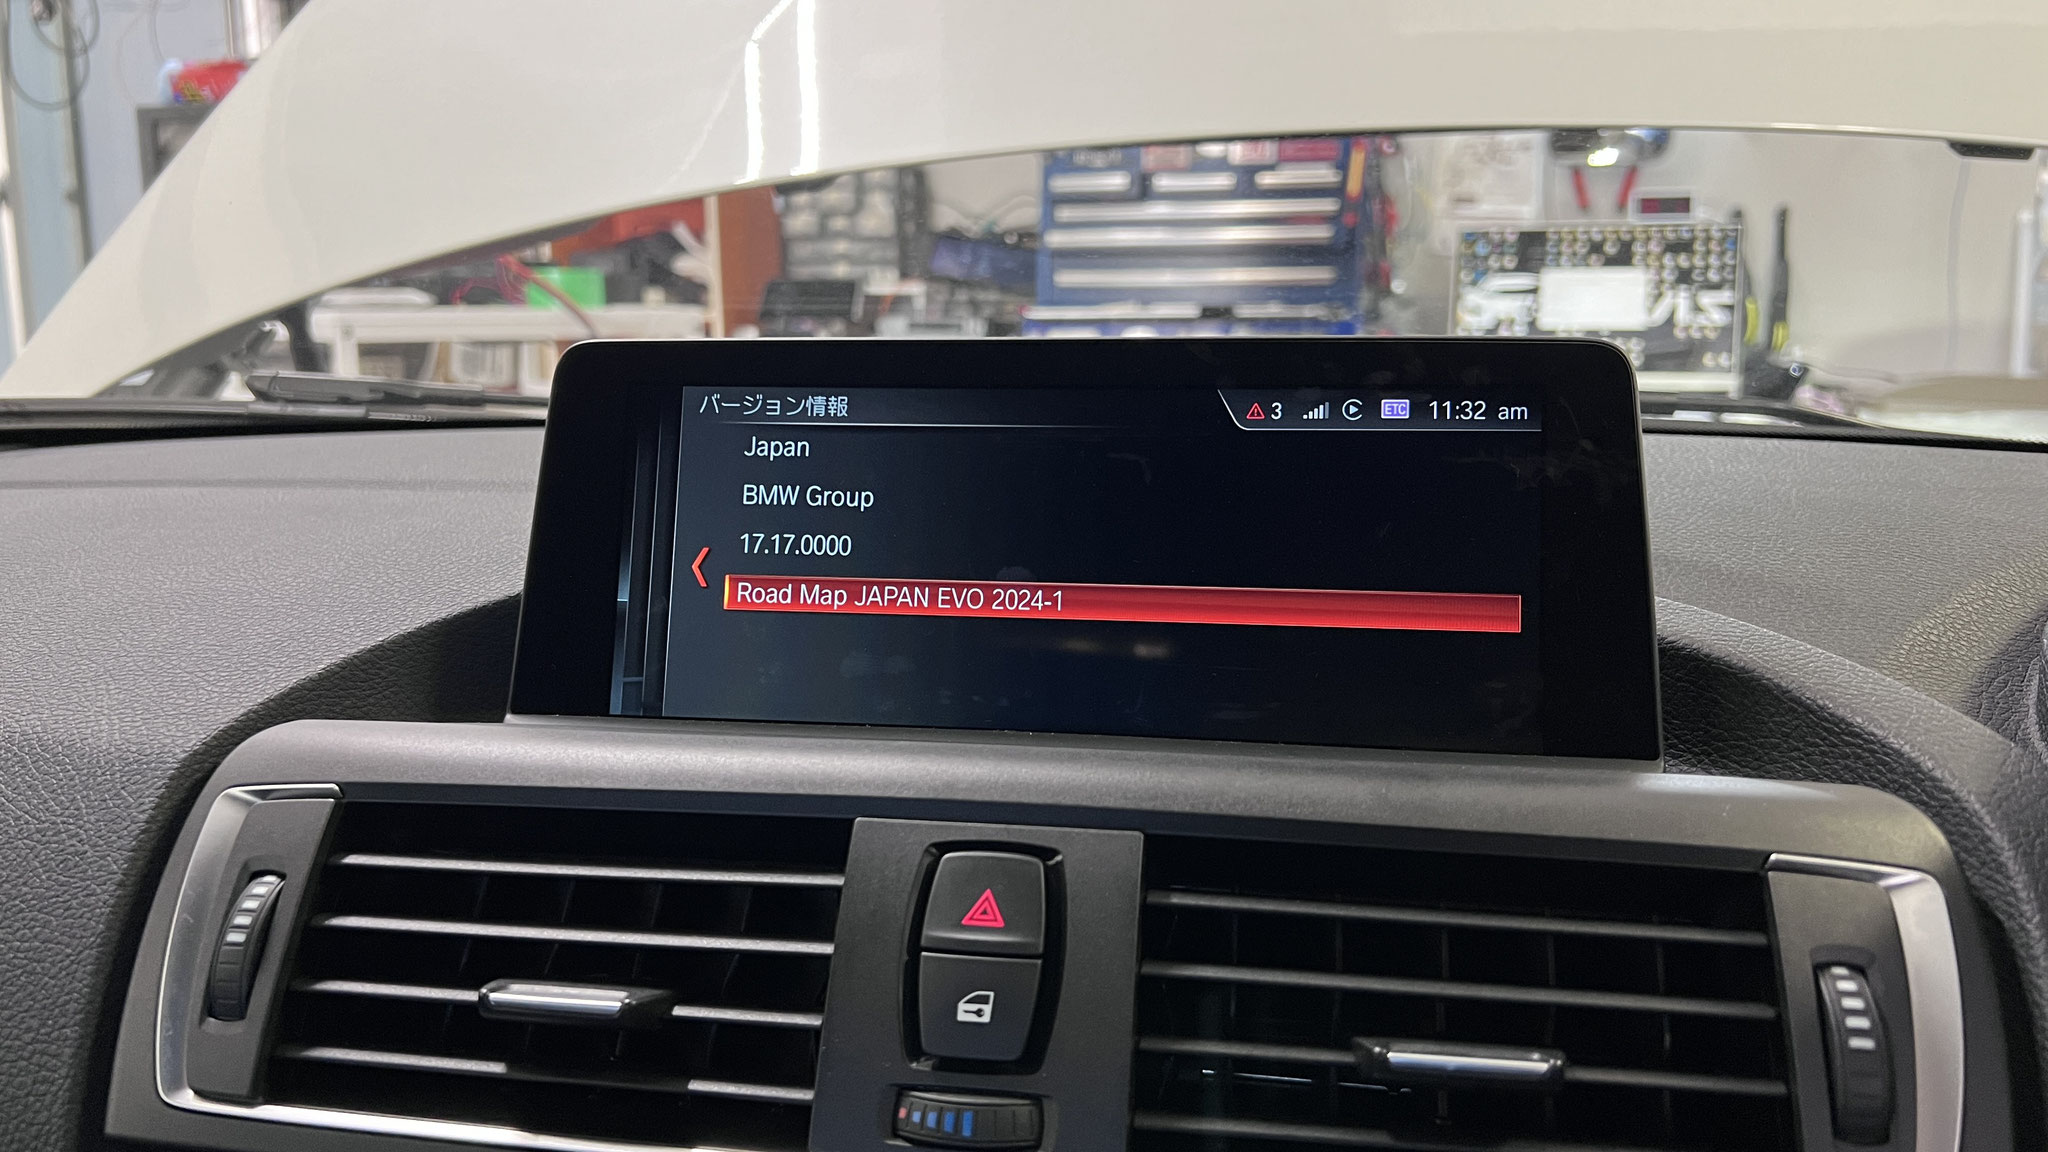 バージョン情報
3 ETC 11:32 am
Japan
BMW Group
17.17.0000
Road Map JAPAN EVO 2024-1